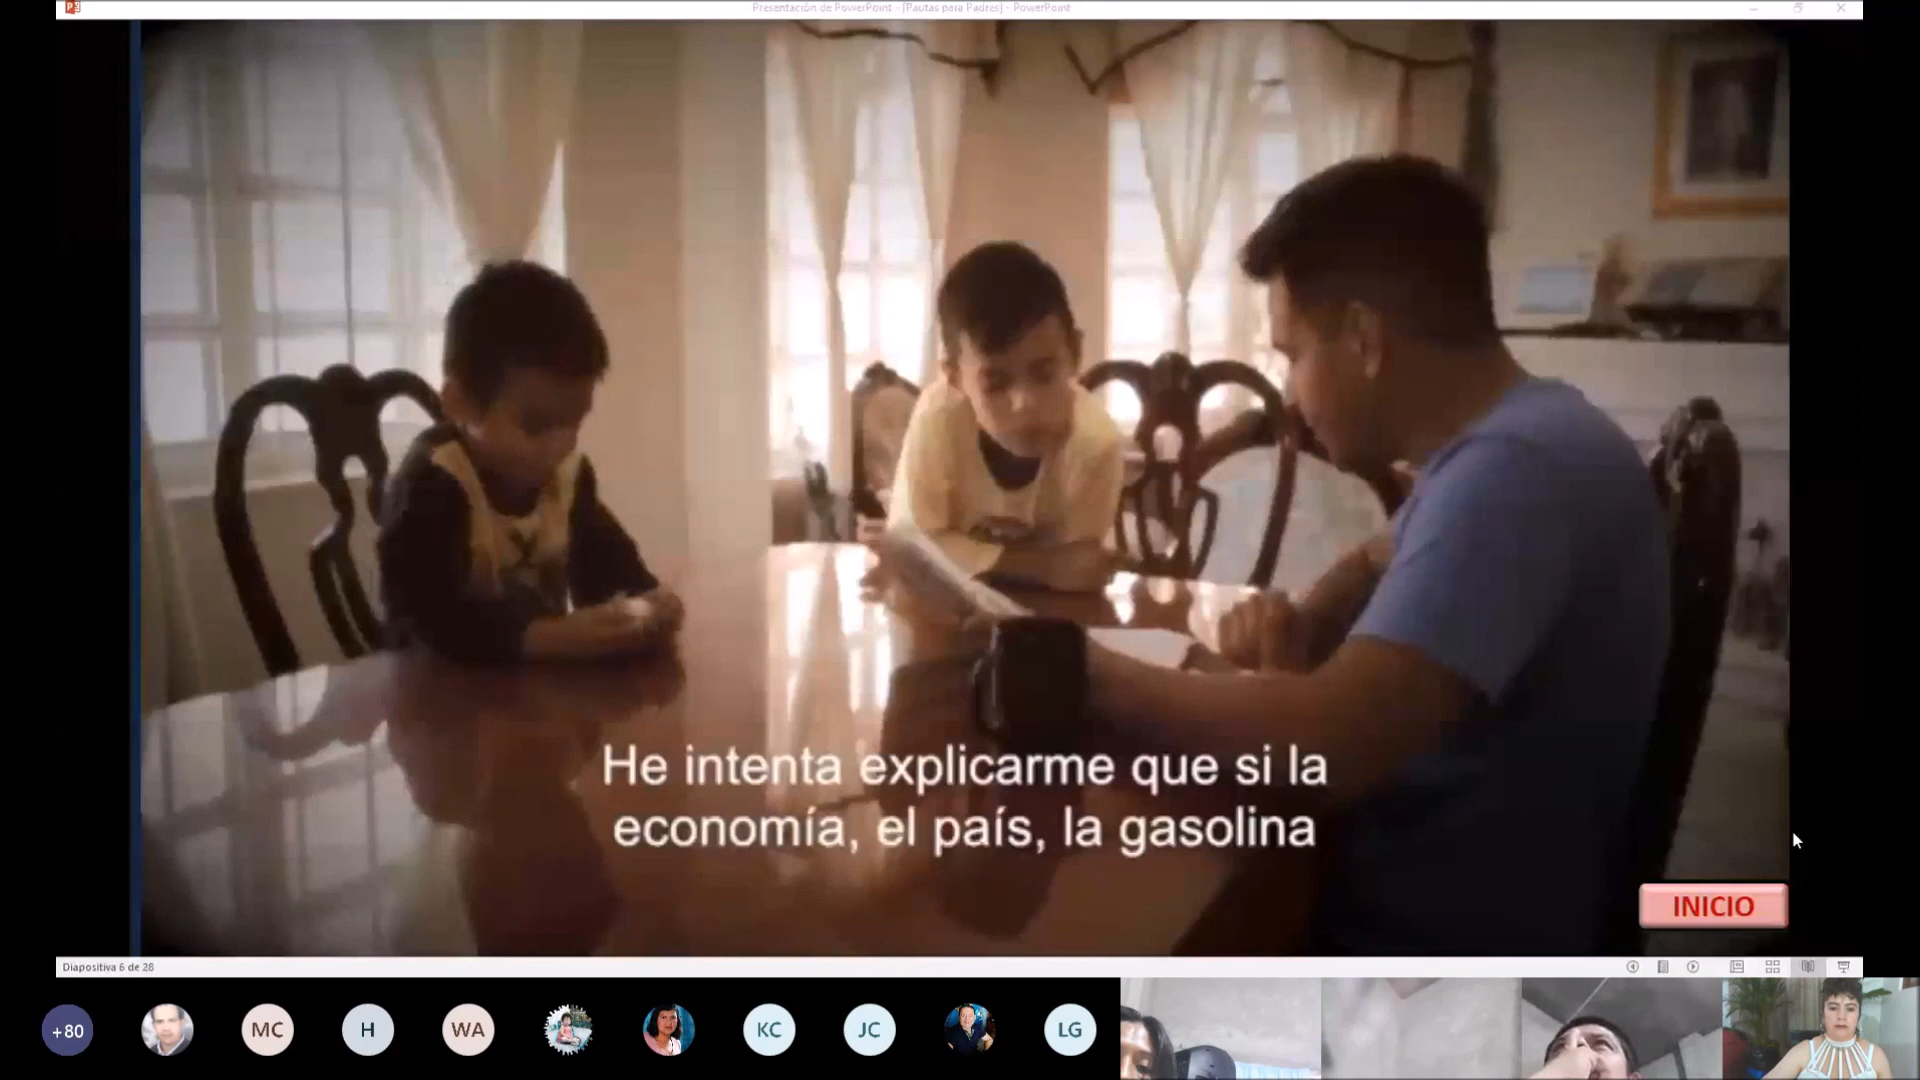 Presentación de PowerPoint - [Pautas para Padres] - PowerPoint
He intenta explicarme que si la
economía, el país, la gasolina
INICIO
Diapositiva 6 de 28
+80
MC
H
WA
KC
JC
LG